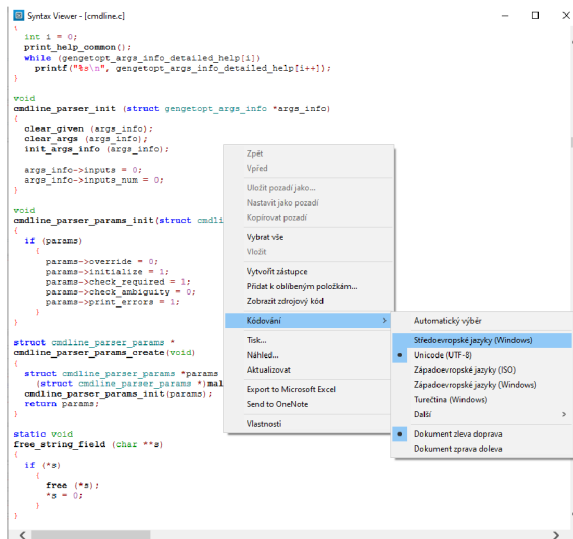 Syntax Viewer - [cmdline.c]
{
int i = 0;
print_help_common();
while (gengetopt_args_info_detailed_help[i])
printf("%s\n", gengetopt_args_info_detailed_help[i++]);
}
void
cmdline_parser_init (struct gengetopt_args_info *args_info)
{
clear_given (args_info);
clear_args (args_info);
init_args_info (args_info);
args_info->inputs = 0;
args_info->inputs_num = 0;
}
void
cmdline_parser_params_init(struct cmdli
{
if (params)
{
params->override = 0;
params->initialize = 1;
params->check_required = 1;
params->check_ambiguity = 0;
params->print_errors = 1;
}
}
struct cmdline_parser_params *
cmdline_parser_params_create(void)
{
struct cmdline_parser_params *params
(struct cmdline_parser_params *)mal
cmdline_parser_params_init(params);
return params;
}
static void
free_string_field (char **s)
{
if (*s)
{
free (*s);
*s = 0;
}
}
Zpět
Vpřed
Uložit pozadí jako...
Nastavit jako pozadí
Kopírovat pozadí
Vybrat vše
Vložit
Vytvořit zástupce
Přidat k oblíbeným položkám...
Zobrazit zdrojový kód
Kódování
Tisk...
Náhled...
Aktualizovat
Export to Microsoft Excel
Send to OneNote
Vlastnosti
Automatický výběr
Středoevropské jazyky (Windows)
Unicode (UTF-8)
Západoevropské jazyky (ISO)
Západoevropské jazyky (Windows)
Turečtina (Windows)
Další
Dokument zleva doprava
Dokument zprava doleva